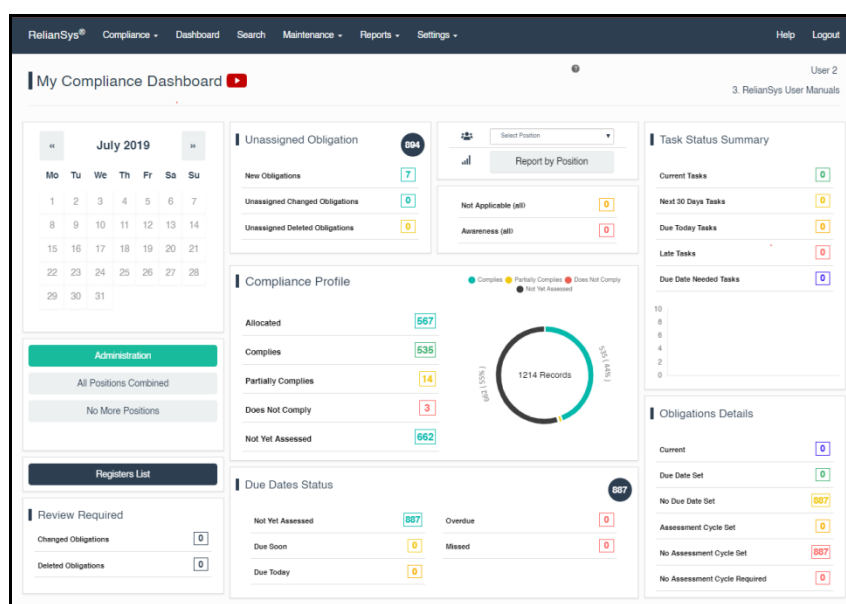 RelianSys® Compliance Dashboard Search Maintenance Reports Settings Help Logout
My Compliance Dashboard
User 2
3. RelianSys User Manuals
« July 2019 »
Mo Tu We Th Fr Sa Su
1 2 3 4 5 6 7
8 9 10 11 12 13 14
15 16 17 18 19 20 21
22 23 24 25 26 27 28
29 30 31
Administration
All Positions Combined
No More Positions
Registers List
Review Required
Changed Obligations 0
Deleted Obligations 0
Unassigned Obligation 894
New Obligations 7
Unassigned Changed Obligations 0
Unassigned Deleted Obligations 0
Select Position
Report by Position
Not Applicable (all) 0
Awareness (all) 0
Compliance Profile
Complies Partially Complies Does Not Comply
Not Yet Assessed
Allocated 567
Complies 535
Partially Complies 14
Does Not Comply 3
Not Yet Assessed 662
1214 Records
535 (44%)
662 (55%)
Due Dates Status 887
Not Yet Assessed 887
Due Soon 0
Due Today 0
Overdue 0
Missed 0
Task Status Summary
Current Tasks 0
Next 30 Days Tasks 0
Due Today Tasks 0
Late Tasks 0
Due Date Needed Tasks 0
10
8
6
4
2
0
Obligations Details
Current 0
Due Date Set 0
No Due Date Set 887
Assessment Cycle Set 0
No Assessment Cycle Set 887
No Assessment Cycle Required 0